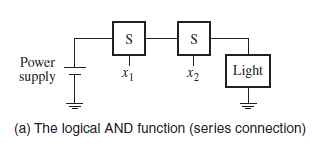 S S
Power
supply
x1 x2 Light
(a) The logical AND function (series connection)